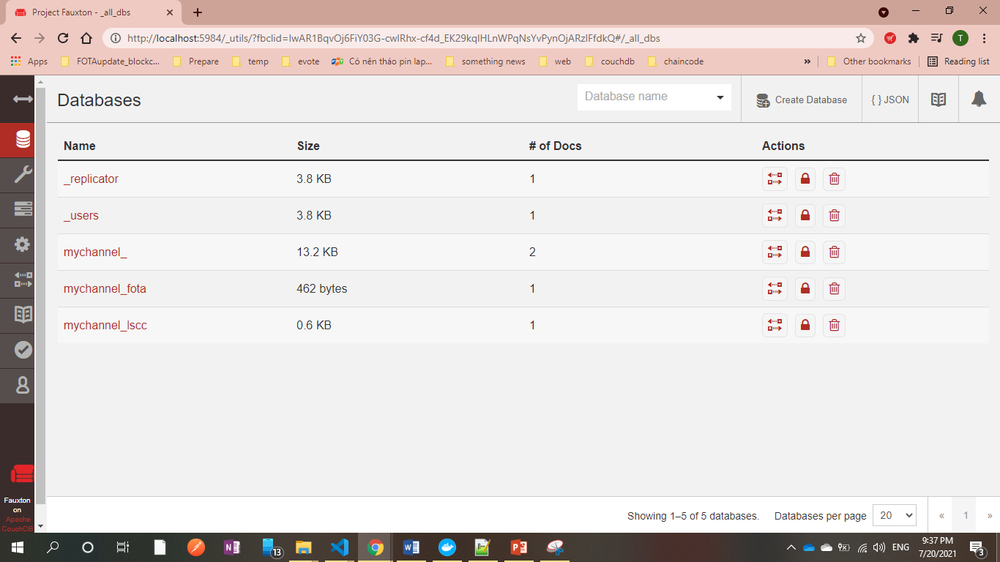 Project Fauxton - _all_dbs
http://localhost:5984/_utils/?fbclid=IwAR1BqvOj6FiY03G-cwIRhx-cf4d_EK29kqIHLnWPqNsYvPynOjARzIFfdkQ#/_all_dbs
T
Apps FOTAupdate_blockc... Prepare temp evote Có nên tháo pin lap... something news web couchdb chaincode » Other bookmarks Reading list
Databases
Database name
Create Database
{ } JSON
Name Size # of Docs Actions
_replicator 3.8 KB 1
_users 3.8 KB 1
mychannel_ 13.2 KB 2
mychannel_fota 462 bytes 1
mychannel_lscc 0.6 KB 1
Fauxton
on
Apache
CouchDB
Showing 1–5 of 5 databases. Databases per page 20 « 1 »
13
ENG
9:37 PM
7/20/2021
3